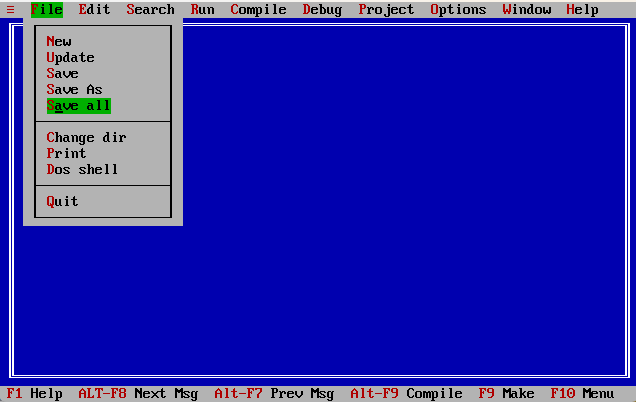 ≡ File Edit Search Run Compile Debug Project Options Window Help
New
Update
Save
Save As
Save all
Change dir
Print
Dos shell
Quit
F1 Help ALT-F8 Next Msg Alt-F7 Prev Msg Alt-F9 Compile F9 Make F10 Menu